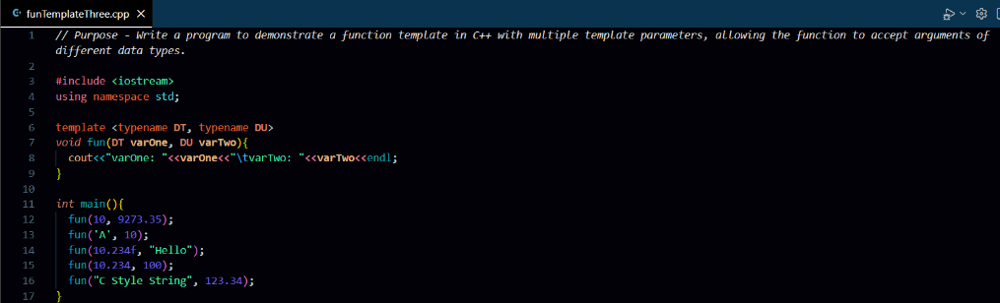 funTemplateThree.cpp
1 // Purpose - Write a program to demonstrate a function template in C++ with multiple template parameters, allowing the function to accept arguments of
different data types.
2
3 #include <iostream>
4 using namespace std;
5
6 template <typename DT, typename DU>
7 void fun(DT varOne, DU varTwo){
8 cout<<"varOne: "<<varOne<<"\tvarTwo: "<<varTwo<<endl;
9 }
10
11 int main(){
12 fun(10, 9273.35);
13 fun('A', 10);
14 fun(10.234f, "Hello");
15 fun(10.234, 100);
16 fun("C Style String", 123.34);
17 }